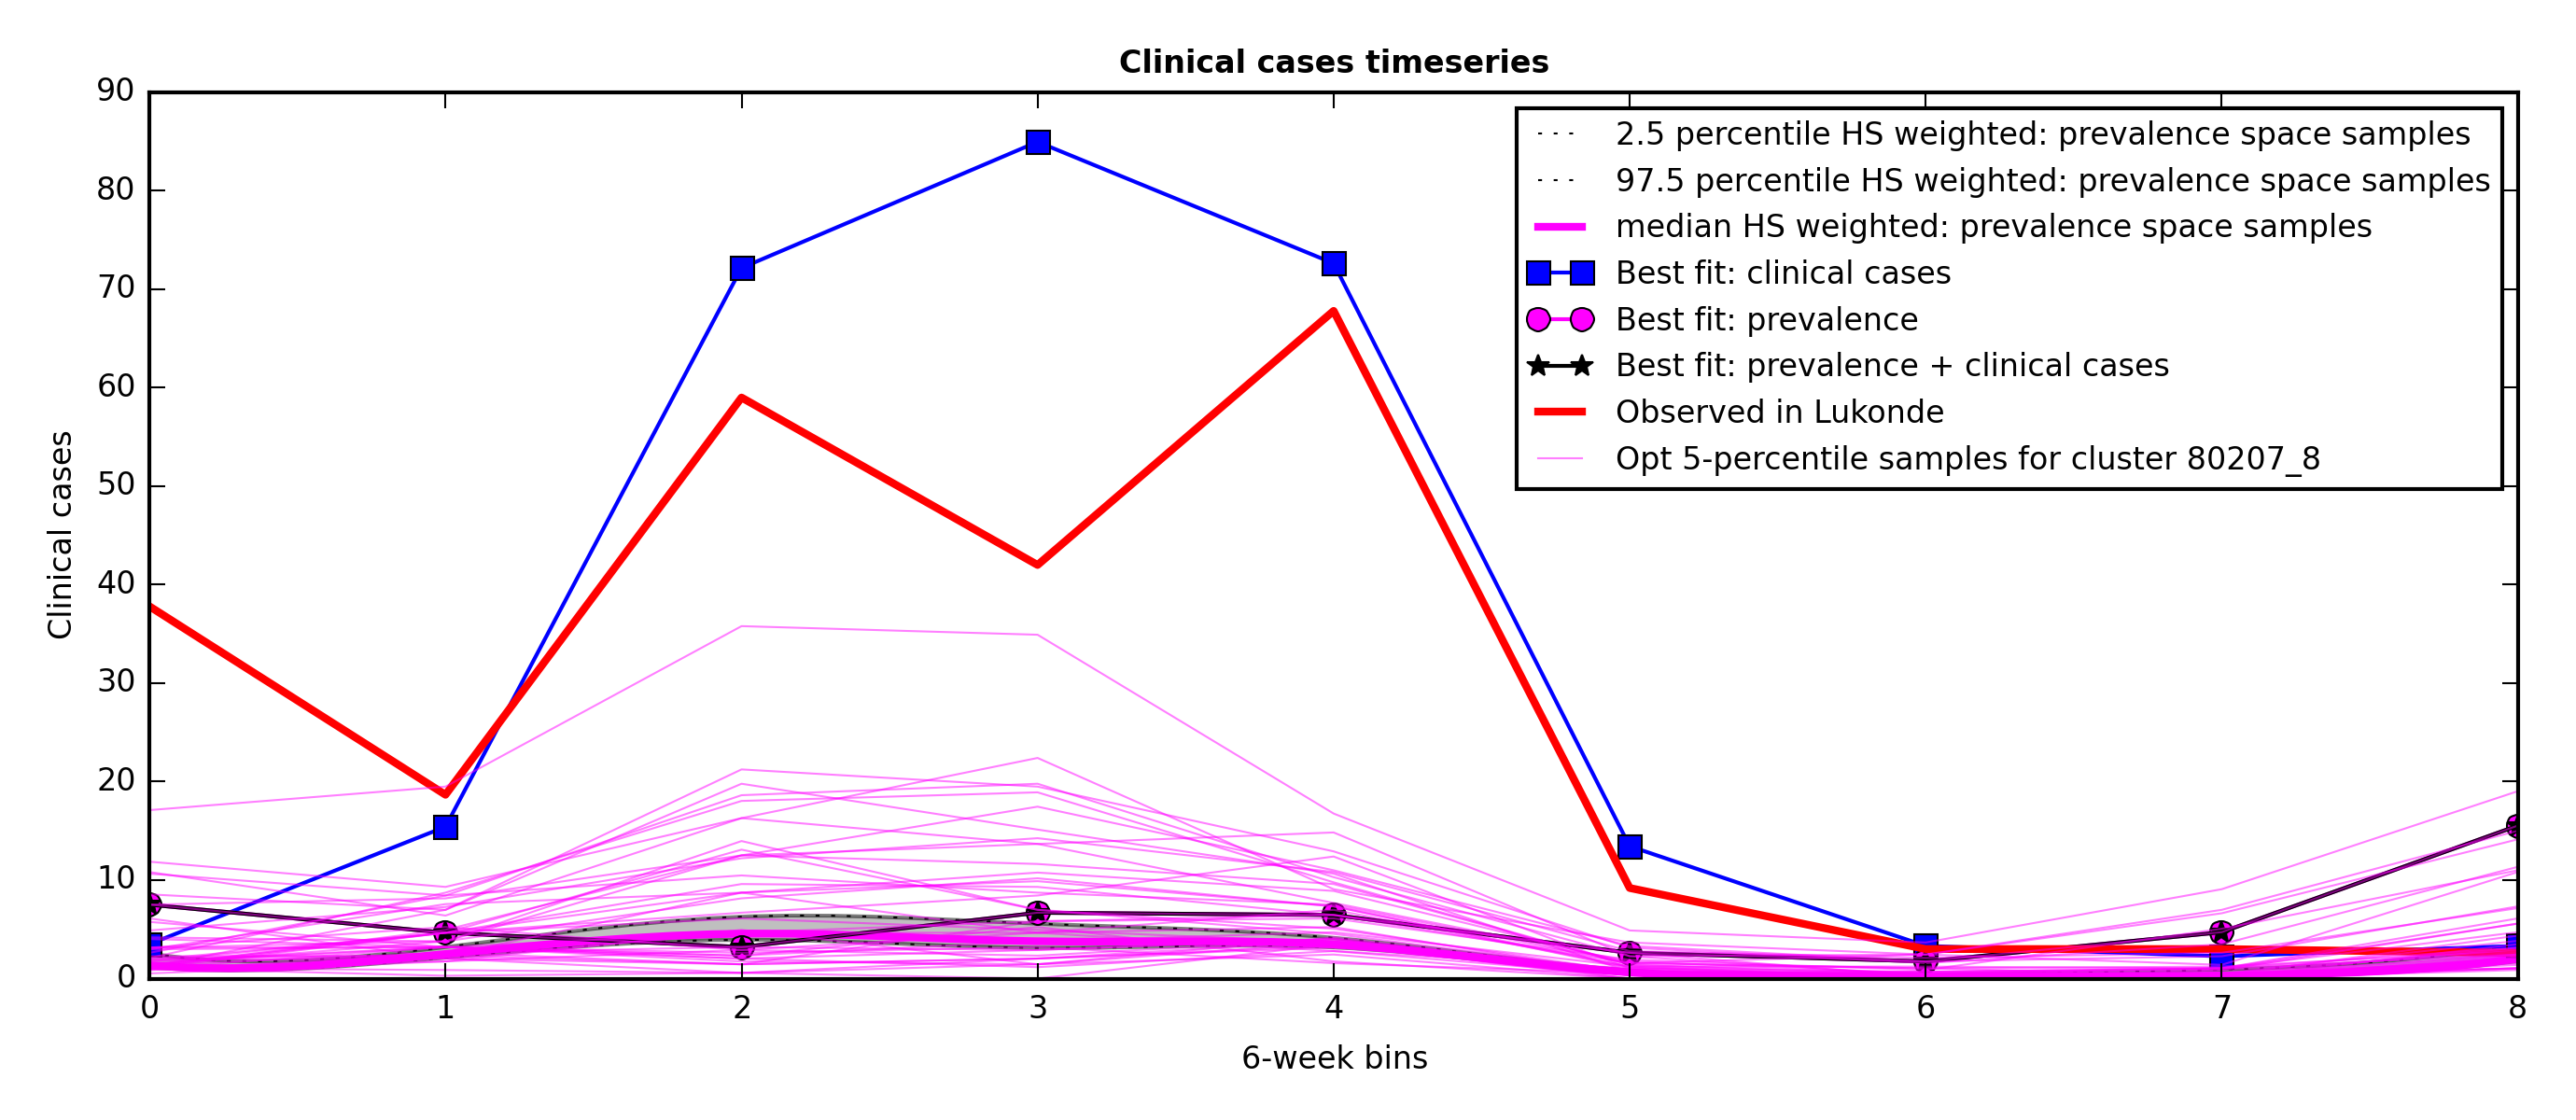 Clinical cases timeseries
90
80
70
60
50
40
30
20
10
0
Clinical cases
2.5 percentile HS weighted: prevalence space samples
97.5 percentile HS weighted: prevalence space samples
median HS weighted: prevalence space samples
Best fit: clinical cases
Best fit: prevalence
Best fit: prevalence + clinical cases
Observed in Lukonde
Opt 5-percentile samples for cluster 80207_8
0 1 2 3 4 5 6 7 8
6-week bins